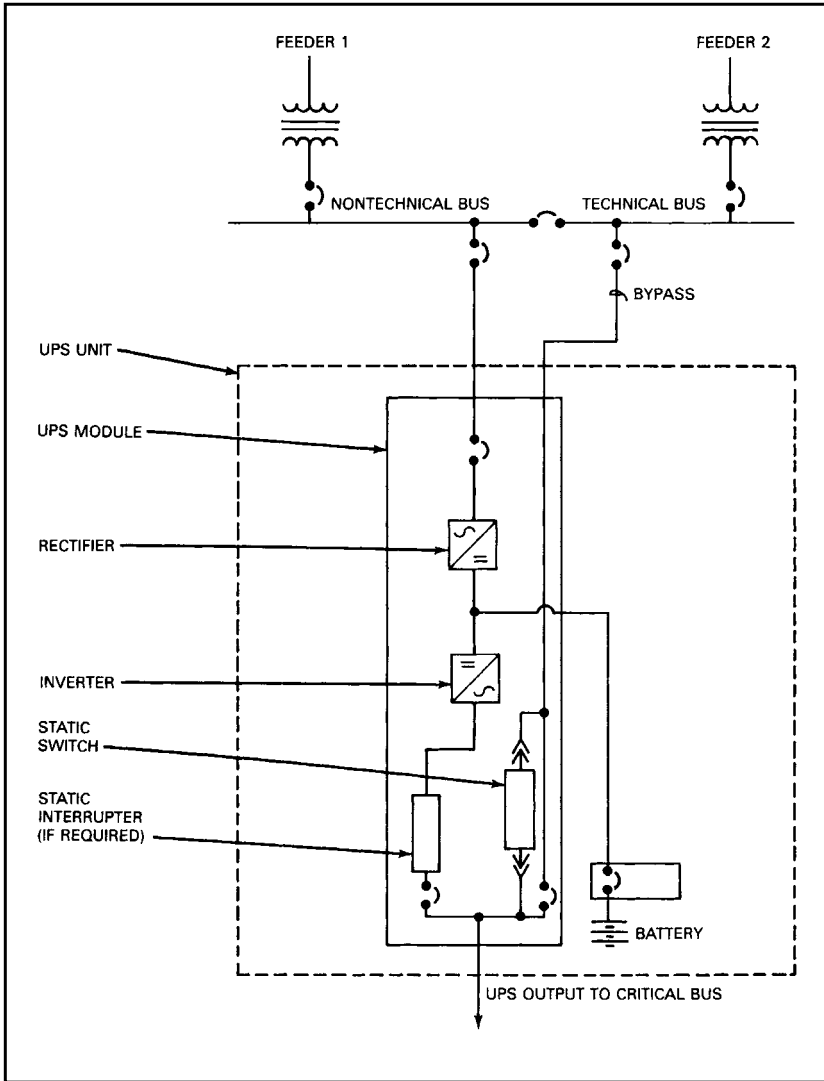 FEEDER 1
FEEDER 2
NONTECHNICAL BUS
TECHNICAL BUS
BYPASS
UPS UNIT
UPS MODULE
RECTIFIER
INVERTER
STATIC
SWITCH
STATIC
INTERRUPTER
(IF REQUIRED)
BATTERY
UPS OUTPUT TO CRITICAL BUS